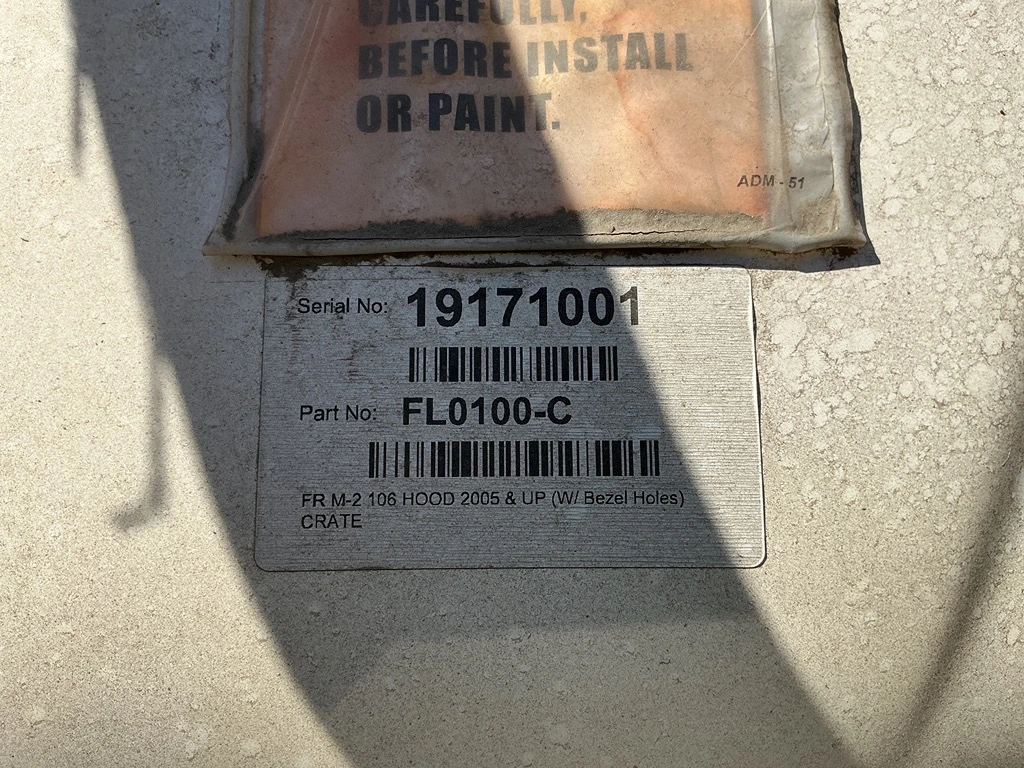 CAREFULLY,
BEFORE INSTALL
OR PAINT.
ADM - 51
Serial No: 19171001
Part No: FL0100-C
FR M-2 106 HOOD 2005 & UP (W/ Bezel Holes)
CRATE